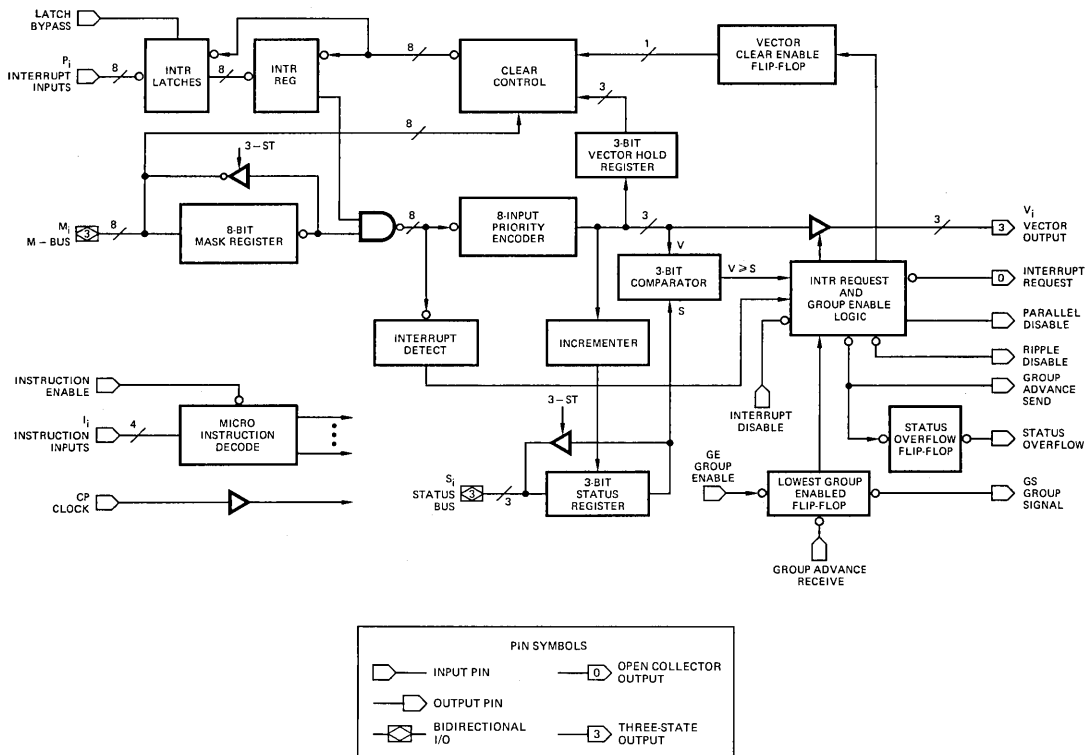 LATCH
BYPASS
Pi
INTERRUPT
INPUTS
8
INTR
LATCHES
8
INTR
REG
8
CLEAR
CONTROL
1
VECTOR
CLEAR ENABLE
FLIP-FLOP
3
8
3-BIT
VECTOR HOLD
REGISTER
3-ST
Mi
M-BUS
3
8
8-BIT
MASK REGISTER
8
8-INPUT
PRIORITY
ENCODER
3
V
3-BIT
COMPARATOR
V ⩾ S
S
3
Vi
VECTOR
OUTPUT
3
INTR REQUEST
AND
GROUP ENABLE
LOGIC
0
INTERRUPT
REQUEST
PARALLEL
DISABLE
RIPPLE
DISABLE
GROUP
ADVANCE
SEND
INTERRUPT
DETECT
INCREMENTER
INTERRUPT
DISABLE
STATUS
OVERFLOW
FLIP-FLOP
STATUS
OVERFLOW
INSTRUCTION
ENABLE
Ii
INSTRUCTION
INPUTS
4
MICRO
INSTRUCTION
DECODE
CP
CLOCK
3-ST
Si
STATUS
BUS
3
3
3-BIT
STATUS
REGISTER
GE
GROUP
ENABLE
LOWEST GROUP
ENABLED
FLIP-FLOP
GS
GROUP
SIGNAL
GROUP ADVANCE
RECEIVE
PIN SYMBOLS
INPUT PIN
0
OPEN COLLECTOR
OUTPUT
OUTPUT PIN
BIDIRECTIONAL
I/O
3
THREE-STATE
OUTPUT